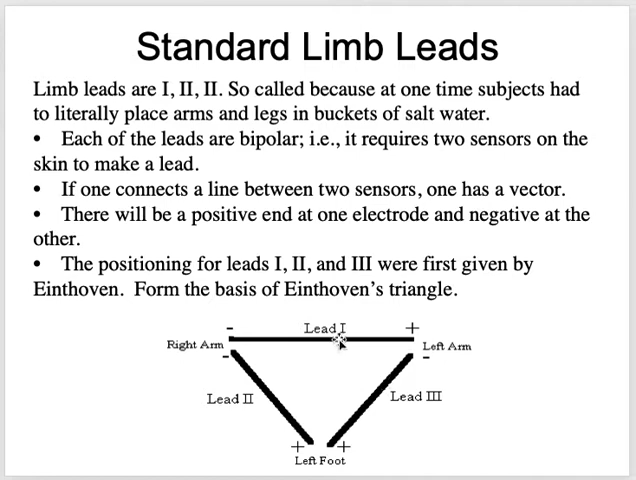 Standard Limb Leads
Limb leads are I, II, II. So called because at one time subjects had
to literally place arms and legs in buckets of salt water.
• Each of the leads are bipolar; i.e., it requires two sensors on the
skin to make a lead.
• If one connects a line between two sensors, one has a vector.
• There will be a positive end at one electrode and negative at the
other.
• The positioning for leads I, II, and III were first given by
Einthoven. Form the basis of Einthoven's triangle.
- Lead I +
Right Arm
Left Arm
- -
Lead II
Lead III
+ +
Left Foot